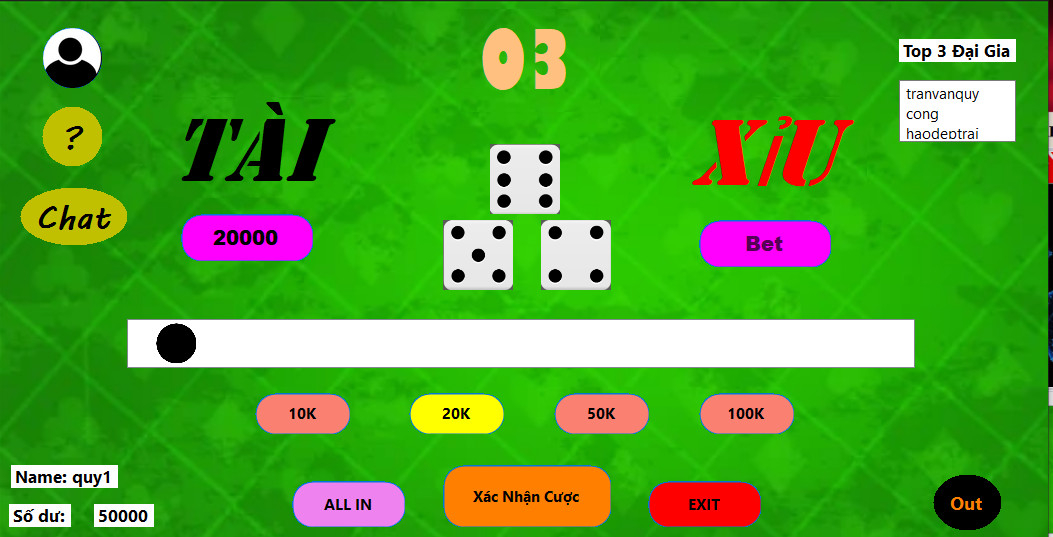 03
Top 3 Đại Gia
tranvanquy
cong
haodeptrai
?
TÀI
XỈU
Chat
20000
Bet
10K
20K
50K
100K
Name: quy1
Số dư:
50000
ALL IN
Xác Nhận Cược
EXIT
Out